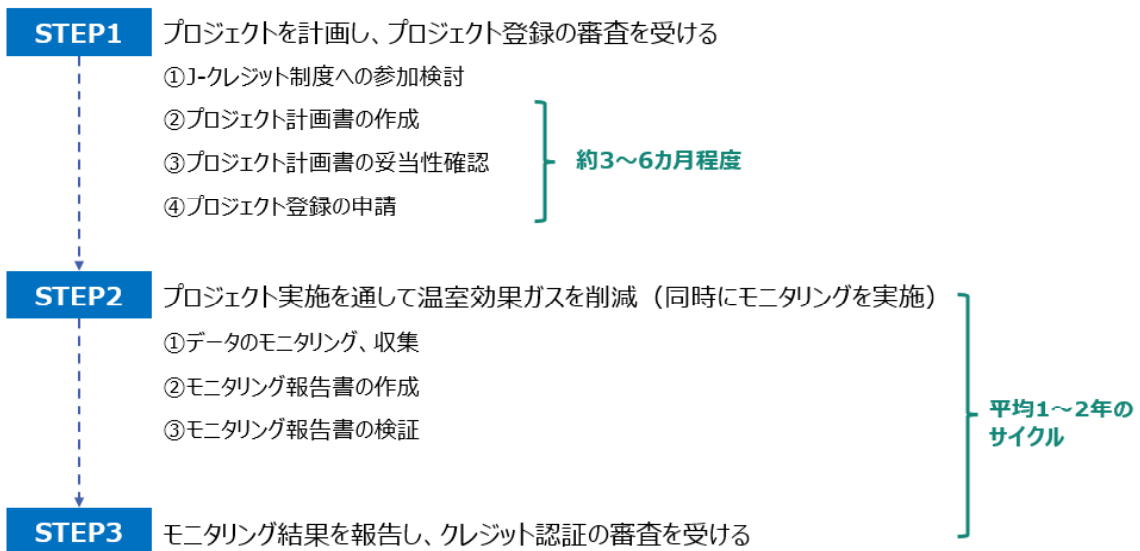 STEP1 プロジェクトを計画し、プロジェクト登録の審査を受ける
①J-クレジット制度への参加検討
②プロジェクト計画書の作成
③プロジェクト計画書の妥当性確認
④プロジェクト登録の申請
約3～6カ月程度
STEP2 プロジェクト実施を通して温室効果ガスを削減（同時にモニタリングを実施）
①データのモニタリング、収集
②モニタリング報告書の作成
③モニタリング報告書の検証
平均1～2年の
サイクル
STEP3 モニタリング結果を報告し、クレジット認証の審査を受ける